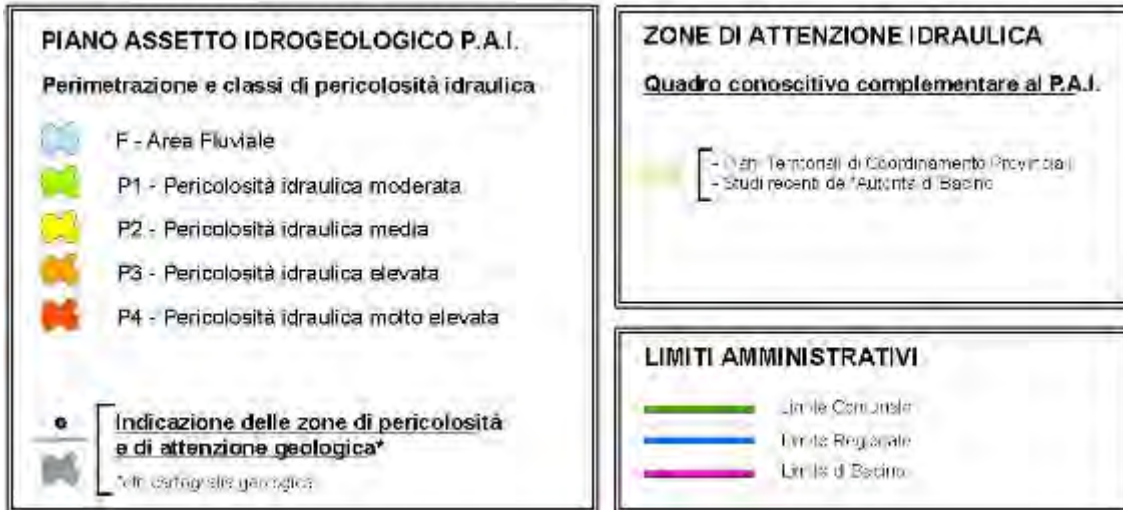 PIANO ASSETTO IDROGEOLOGICO P.A.I.
Perimetrazione e classi di pericolosità idraulica
F - Area Fluviale
P1 - Pericolosità idraulica moderata
P2 - Pericolosità idraulica media
P3 - Pericolosità idraulica elevata
P4 - Pericolosità idraulica molto elevata
Indicazione delle zone di pericolosità
e di attenzione geologica*
cartografia geologica
ZONE DI ATTENZIONE IDRAULICA
Quadro conoscitivo complementare al P.A.I.
- Piani Territoriali di Coordinamento Provinciali
- Studi recenti dell'Autorità di Bacino
LIMITI AMMINISTRATIVI
Limite Comunale
Limite Regionale
Limite di Bacino